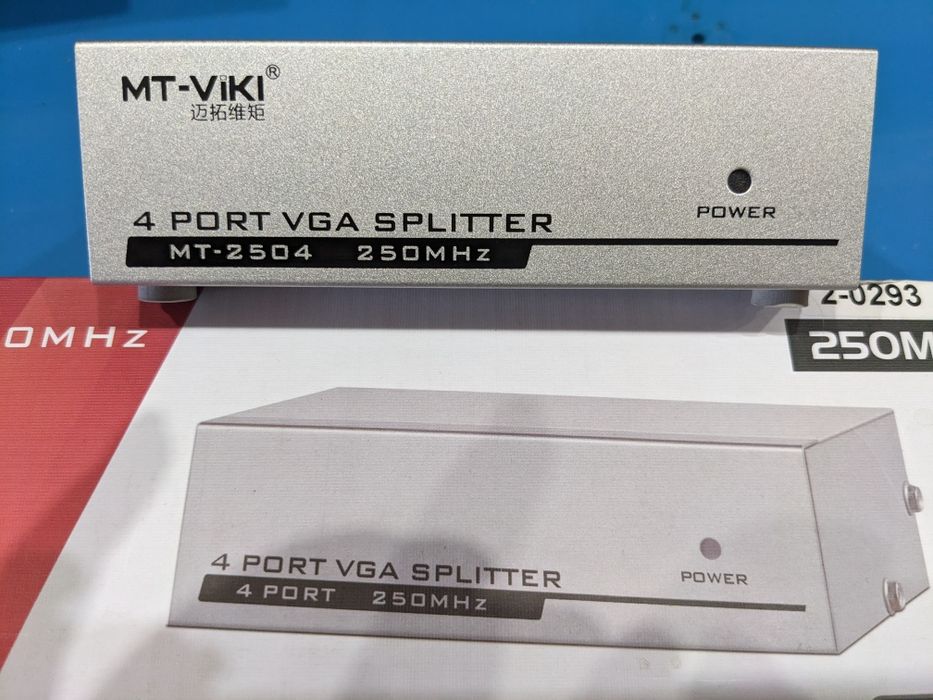 MT-ViKI®
迈拓维矩
POWER
4 PORT VGA SPLITTER
MT-2504 250MHz
2-0293
0MHz
250M
4 PORT VGA SPLITTER
POWER
4 PORT 250MHz